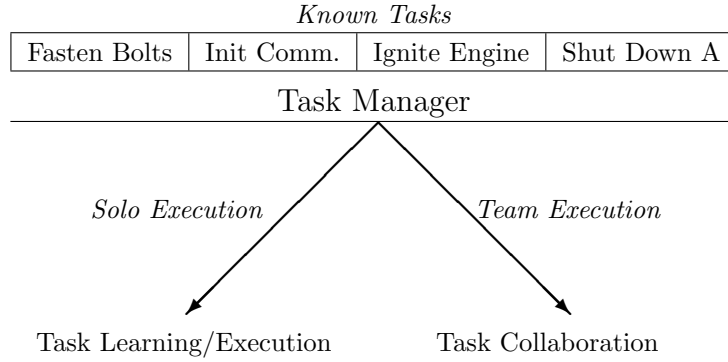 Known Tasks
Fasten Bolts Init Comm. Ignite Engine Shut Down A
Task Manager
Solo Execution Team Execution
Task Learning/Execution Task Collaboration